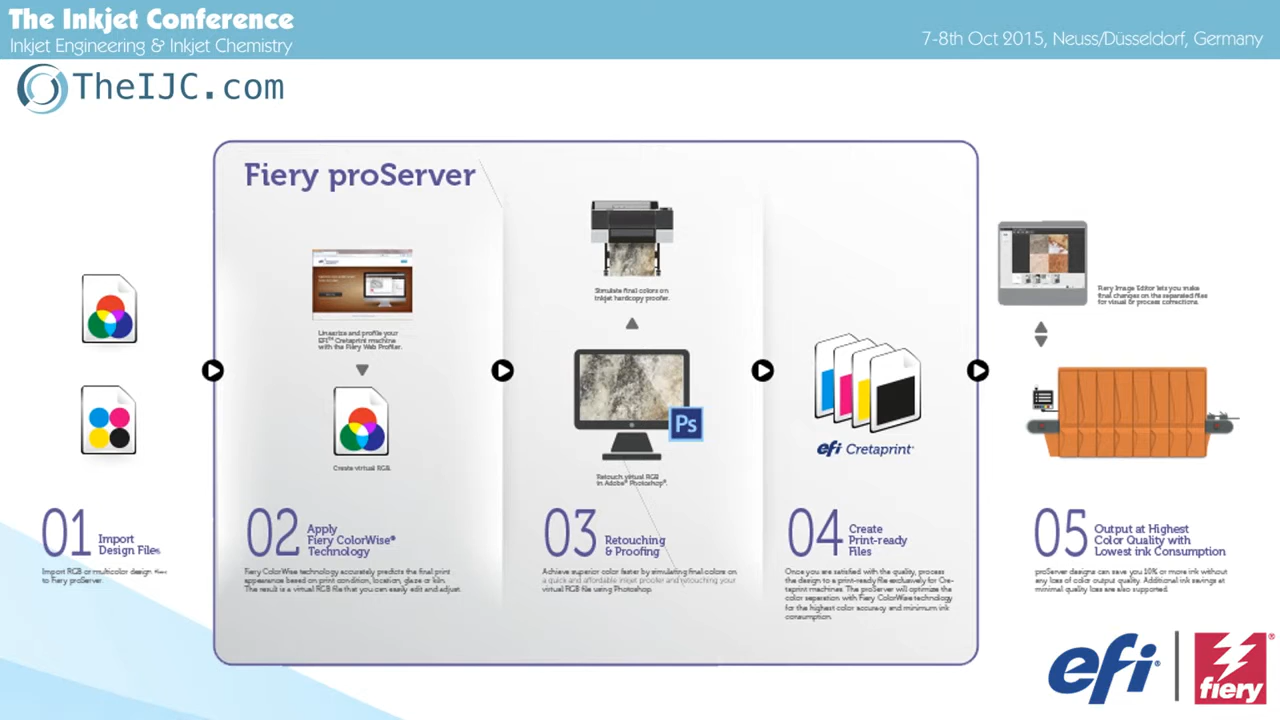 The Inkjet Conference
Inkjet Engineering & Inkjet Chemistry
7-8th Oct 2015, Neuss/Düsseldorf, Germany
TheIJC.com
Fiery proServer
Linearize and profile your
EFI™ Cretaprint machine
with the Fiery Web Profiler.
Create virtual RGB.
Simulate final colors on
inkjet hardcopy proofer.
Ps
Retouch virtual RGB
in Adobe® Photoshop®.
efi Cretaprint®
Fiery Image Editor lets you make
final changes on the separated files
for visual or process corrections.
01 Import
Design Files
Import RGB or multicolor design files
to Fiery proServer.
02 Apply
Fiery ColorWise®
Technology
Fiery ColorWise technology accurately predicts the final print
appearance based on print condition, location, glaze or kiln.
The result is a virtual RGB file that you can easily edit and adjust.
03 Retouching
& Proofing
Achieve superior color faster by simulating final colors on
a quick and affordable inkjet proofer and retouching your
virtual RGB file using Photoshop.
04 Create
Print-ready
Files
Once you are satisfied with the quality, process
the design to a print-ready file exclusively for Cre-
taprint machines. The proServer will optimize the
color separation with Fiery ColorWise technology
for the highest color accuracy and minimum ink
consumption.
05 Output at Highest
Color Quality with
Lowest ink Consumption
proServer designs can save you 10% or more ink without
any loss of color output quality. Additional ink savings at
minimal quality loss are also supported.
efi®
fiery®